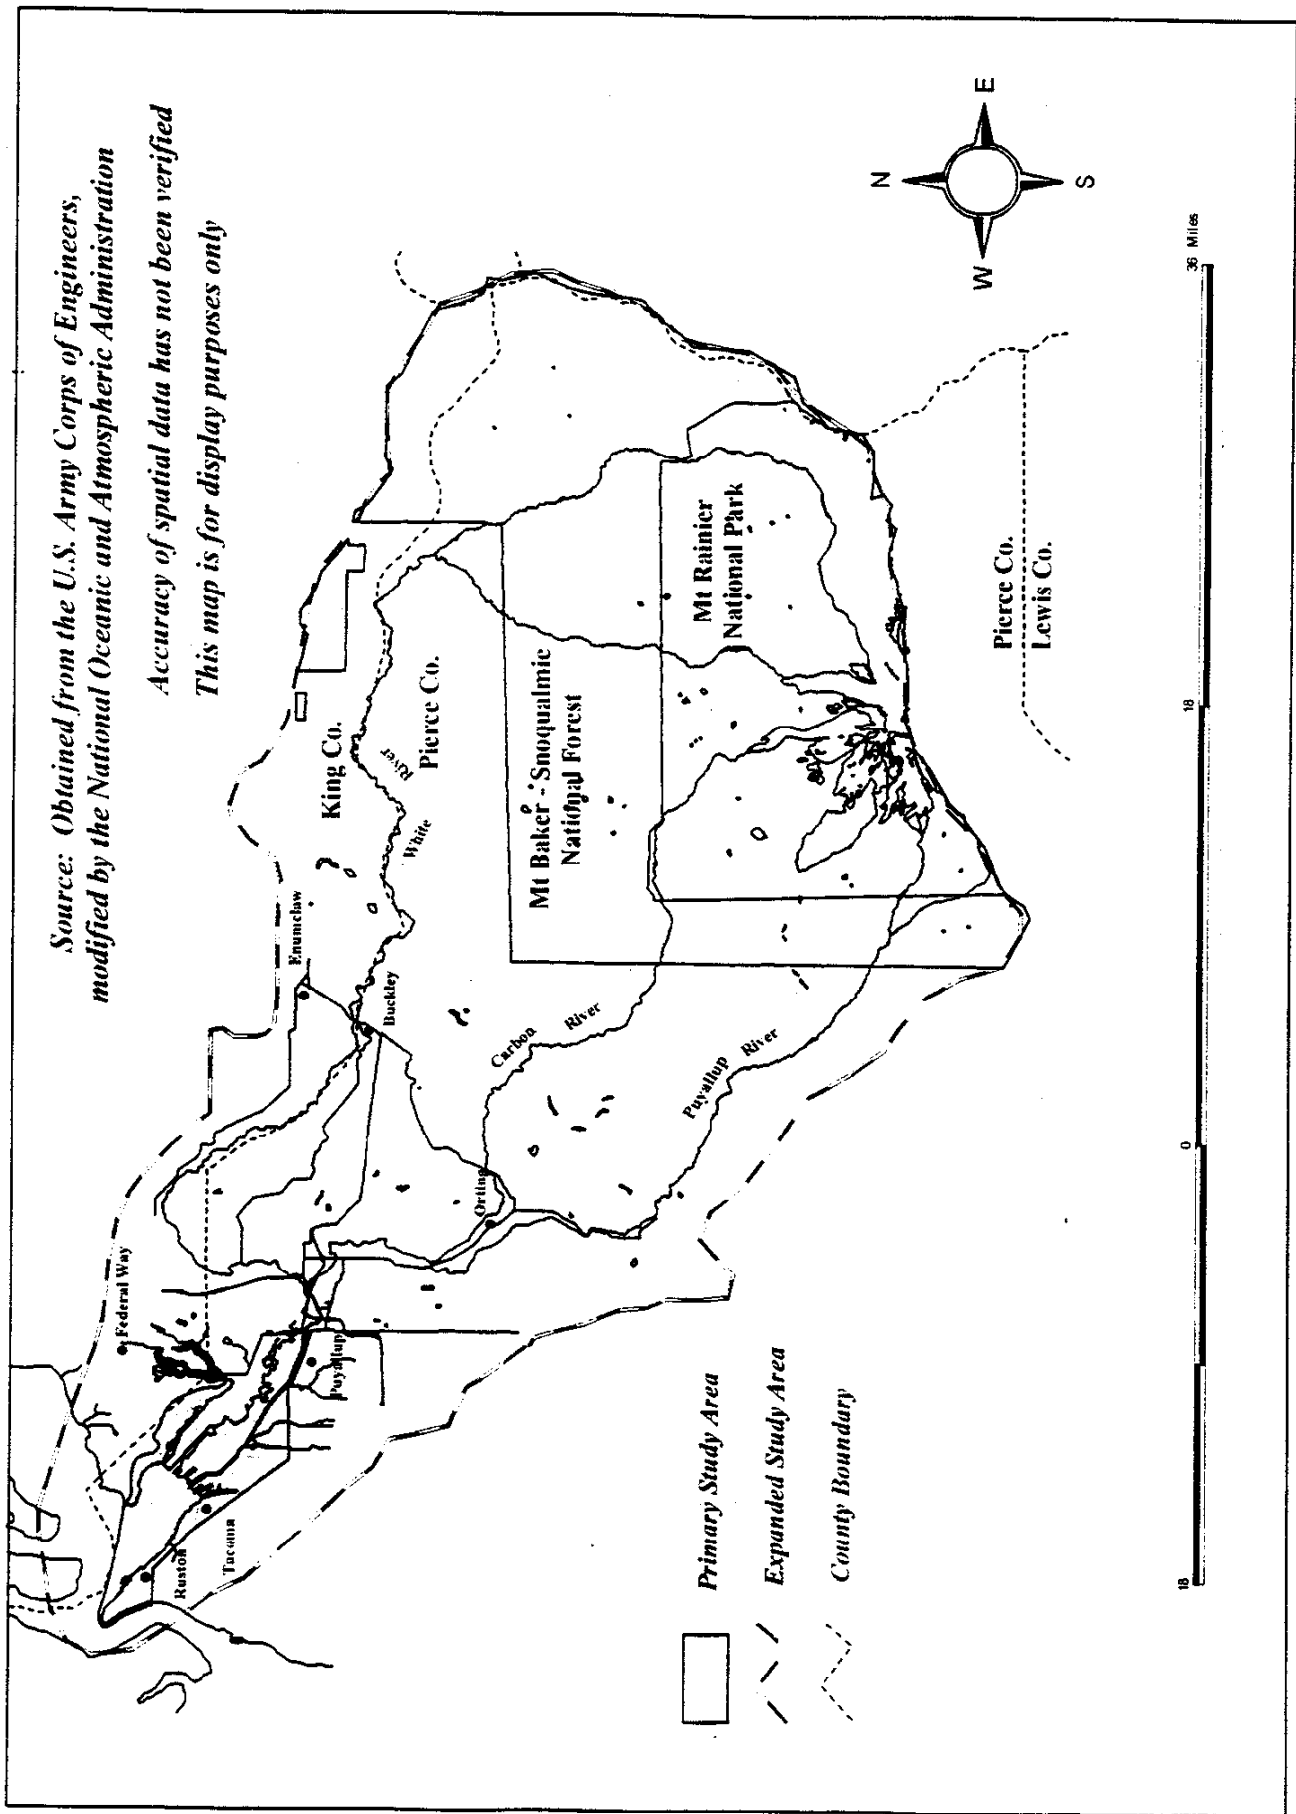 Source: Obtained from the U.S. Army Corps of Engineers,
modified by the National Oceanic and Atmospheric Administration
Accuracy of spatial data has not been verified
This map is for display purposes only
N
E
S
W
Federal Way
Enumclaw
King Co.
Pierce Co.
White
River
Buckley
Ruston
Tacoma
Puyallup
Orting
Carbon
River
Puyallup
River
Mt Baker - Snoqualmie
National Forest
Mt Rainier
National Park
Pierce Co.
Lewis Co.
Primary Study Area
Expanded Study Area
County Boundary
18
0
18
36 Miles